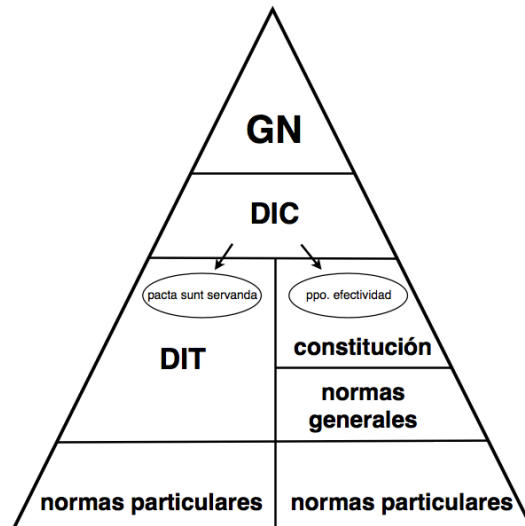 GN
DIC
pacta sunt servanda
ppo. efectividad
DIT
constitución
normas
generales
normas particulares
normas particulares